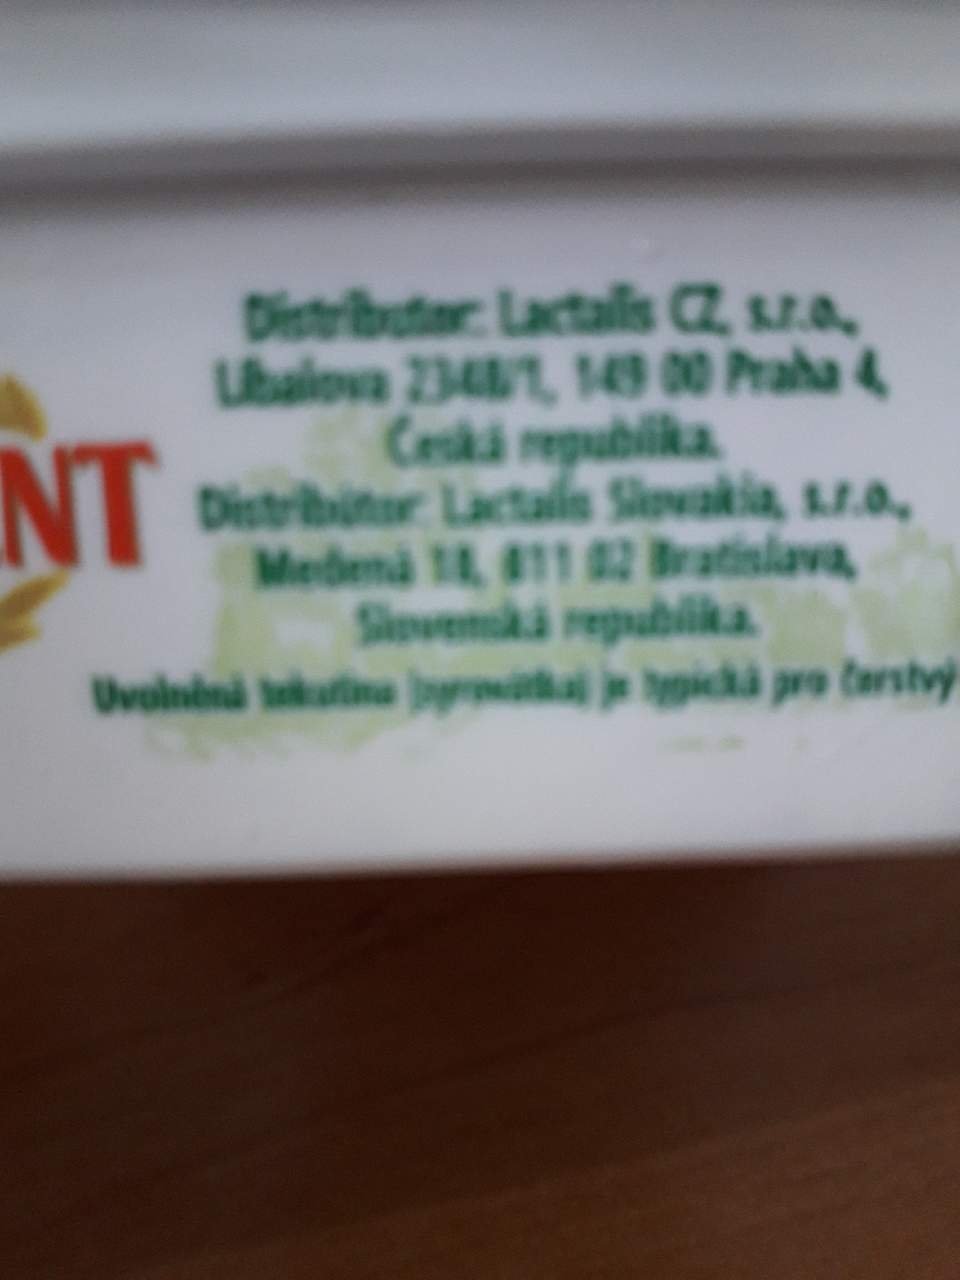 NT
Distributor: Lactalis CZ, s.r.o.,
Líbalova 2348/1, 149 00 Praha 4,
Česká republika.
Distribútor: Lactalis Slovakia, s.r.o.,
Medená 18, 811 02 Bratislava,
Slovenská republika.
Uvolněná tekutina (syrovátka) je typická pro čerstvý